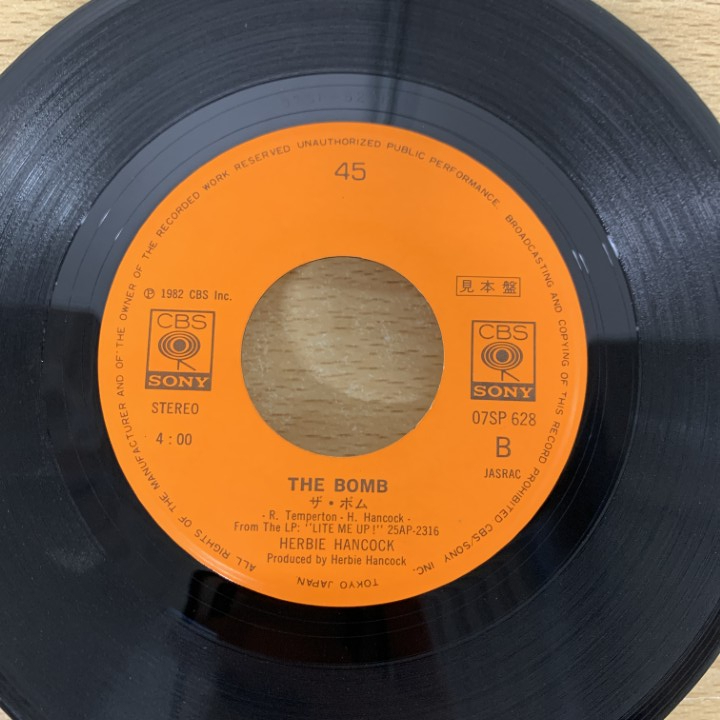 45
℗ 1982 CBS Inc.
見本盤
CBS
SONY
CBS
SONY
STEREO
07SP 628
4:00
B
JASRAC
THE BOMB
ザ・ボム
- R. Temperton - H. Hancock -
From The LP: "LITE ME UP!" 25AP-2316
HERBIE HANCOCK
Produced by Herbie Hancock
ALL RIGHTS OF THE MANUFACTURER AND OF THE OWNER OF THE RECORDED WORK RESERVED UNAUTHORIZED PUBLIC PERFORMANCE, BROADCASTING AND COPYING OF THIS RECORD PROHIBITED CBS/SONY INC. TOKYO JAPAN